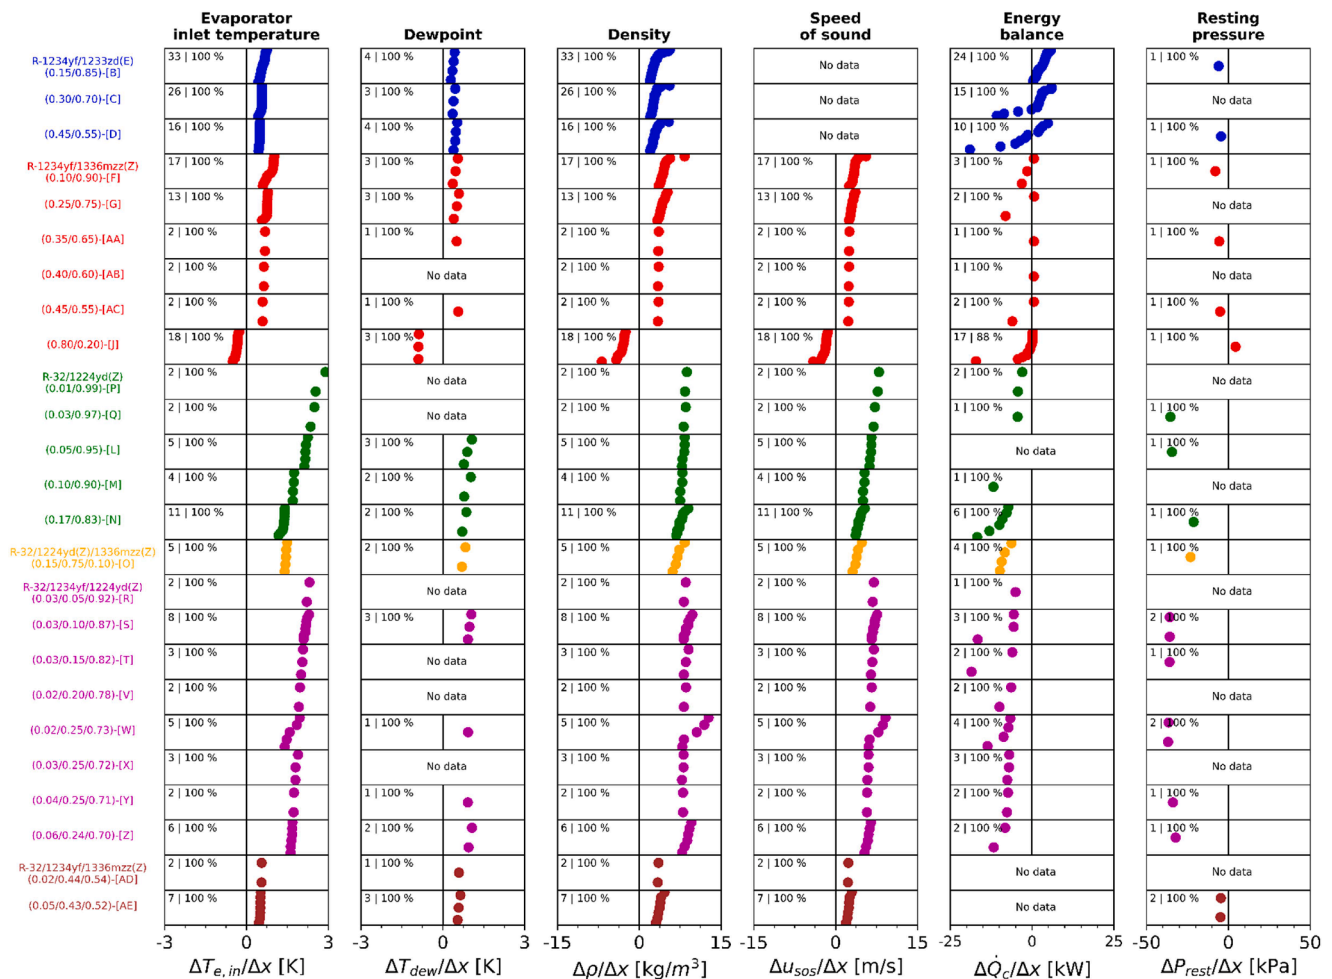 Evaporator
inlet temperature
Dewpoint
Density
Speed
of sound
Energy
balance
Resting
pressure
R-1234yf/1233zd(E)
(0.15/0.85)-[B]
33 | 100 %
4 | 100 %
33 | 100 %
No data
24 | 100 %
1 | 100 %
(0.30/0.70)-[C]
26 | 100 %
3 | 100 %
26 | 100 %
No data
15 | 100 %
No data
(0.45/0.55)-[D]
16 | 100 %
4 | 100 %
16 | 100 %
No data
10 | 100 %
1 | 100 %
R-1234yf/1336mzz(Z)
(0.10/0.90)-[F]
17 | 100 %
3 | 100 %
17 | 100 %
17 | 100 %
3 | 100 %
1 | 100 %
(0.25/0.75)-[G]
13 | 100 %
3 | 100 %
13 | 100 %
13 | 100 %
2 | 100 %
No data
(0.35/0.65)-[AA]
2 | 100 %
1 | 100 %
2 | 100 %
2 | 100 %
1 | 100 %
1 | 100 %
(0.40/0.60)-[AB]
2 | 100 %
No data
2 | 100 %
2 | 100 %
1 | 100 %
No data
(0.45/0.55)-[AC]
2 | 100 %
1 | 100 %
2 | 100 %
2 | 100 %
2 | 100 %
1 | 100 %
(0.80/0.20)-[J]
18 | 100 %
3 | 100 %
18 | 100 %
18 | 100 %
17 | 88 %
1 | 100 %
R-32/1224yd(Z)
(0.01/0.99)-[P]
2 | 100 %
No data
2 | 100 %
2 | 100 %
2 | 100 %
No data
(0.03/0.97)-[Q]
2 | 100 %
No data
2 | 100 %
2 | 100 %
1 | 100 %
1 | 100 %
(0.05/0.95)-[L]
5 | 100 %
3 | 100 %
5 | 100 %
5 | 100 %
No data
1 | 100 %
(0.10/0.90)-[M]
4 | 100 %
2 | 100 %
4 | 100 %
4 | 100 %
1 | 100 %
No data
(0.17/0.83)-[N]
11 | 100 %
2 | 100 %
11 | 100 %
11 | 100 %
6 | 100 %
1 | 100 %
R-32/1224yd(Z)/1336mzz(Z)
(0.15/0.75/0.10)-[O]
5 | 100 %
2 | 100 %
5 | 100 %
5 | 100 %
4 | 100 %
1 | 100 %
R-32/1234yf/1224yd(Z)
(0.03/0.05/0.92)-[R]
2 | 100 %
No data
2 | 100 %
2 | 100 %
1 | 100 %
No data
(0.03/0.10/0.87)-[S]
8 | 100 %
3 | 100 %
8 | 100 %
8 | 100 %
3 | 100 %
2 | 100 %
(0.03/0.15/0.82)-[T]
3 | 100 %
No data
3 | 100 %
3 | 100 %
2 | 100 %
1 | 100 %
(0.02/0.20/0.78)-[V]
2 | 100 %
No data
2 | 100 %
2 | 100 %
2 | 100 %
No data
(0.02/0.25/0.73)-[W]
5 | 100 %
1 | 100 %
5 | 100 %
5 | 100 %
4 | 100 %
2 | 100 %
(0.03/0.25/0.72)-[X]
3 | 100 %
No data
3 | 100 %
3 | 100 %
3 | 100 %
No data
(0.04/0.25/0.71)-[Y]
2 | 100 %
1 | 100 %
2 | 100 %
2 | 100 %
2 | 100 %
1 | 100 %
(0.06/0.24/0.70)-[Z]
6 | 100 %
2 | 100 %
6 | 100 %
6 | 100 %
2 | 100 %
1 | 100 %
R-32/1234yf/1336mzz(Z)
(0.02/0.44/0.54)-[AD]
2 | 100 %
1 | 100 %
2 | 100 %
2 | 100 %
No data
No data
(0.05/0.43/0.52)-[AE]
7 | 100 %
3 | 100 %
7 | 100 %
7 | 100 %
No data
2 | 100 %
-3 0 3
-3 0 3
0 15
-15 0 15
-25 0 25
-50 0 50
ΔT_{e, in}/Δx [K]
ΔT_{dew}/Δx [K]
Δρ/Δx [kg/m³]
Δu_{sos}/Δx [m/s]
ΔQ̇_c/Δx [kW]
ΔP_{rest}/Δx [kPa]